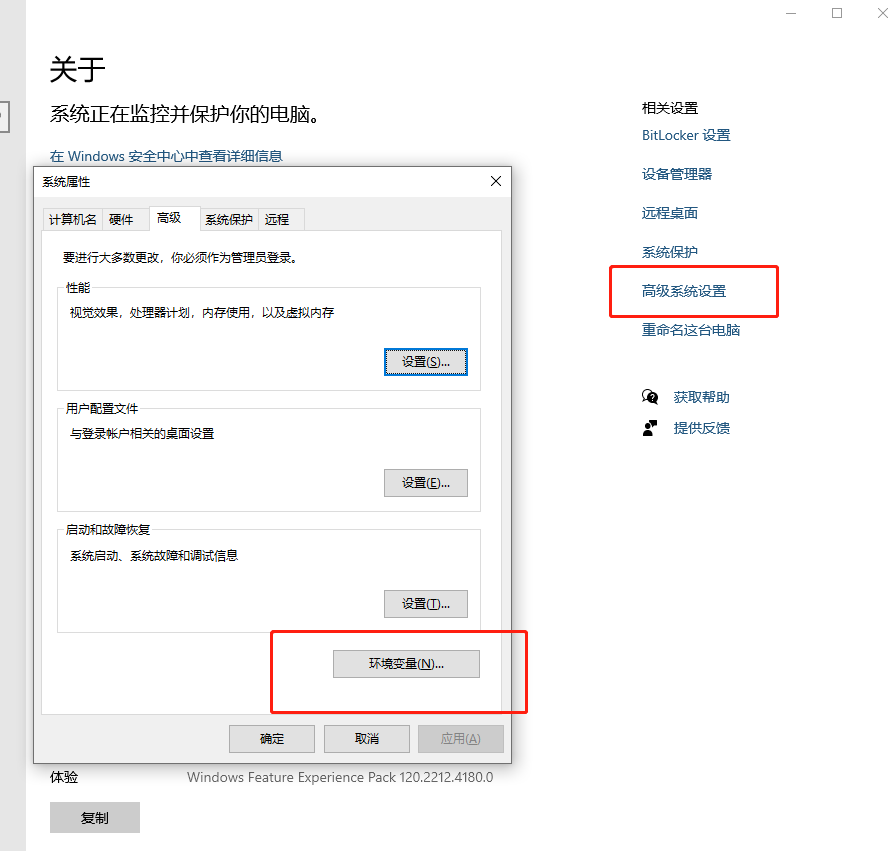 关于
系统正在监控并保护你的电脑。
在 Windows 安全中心中查看详细信息
系统属性
计算机名 硬件 高级 系统保护 远程
要进行大多数更改，你必须作为管理员登录。
性能
视觉效果，处理器计划，内存使用，以及虚拟内存
设置(S)...
用户配置文件
与登录帐户相关的桌面设置
设置(E)...
启动和故障恢复
系统启动、系统故障和调试信息
设置(T)...
环境变量(N)...
确定 取消 应用(A)
体验 Windows Feature Experience Pack 120.2212.4180.0
复制
相关设置
BitLocker 设置
设备管理器
远程桌面
系统保护
高级系统设置
重命名这台电脑
获取帮助
提供反馈